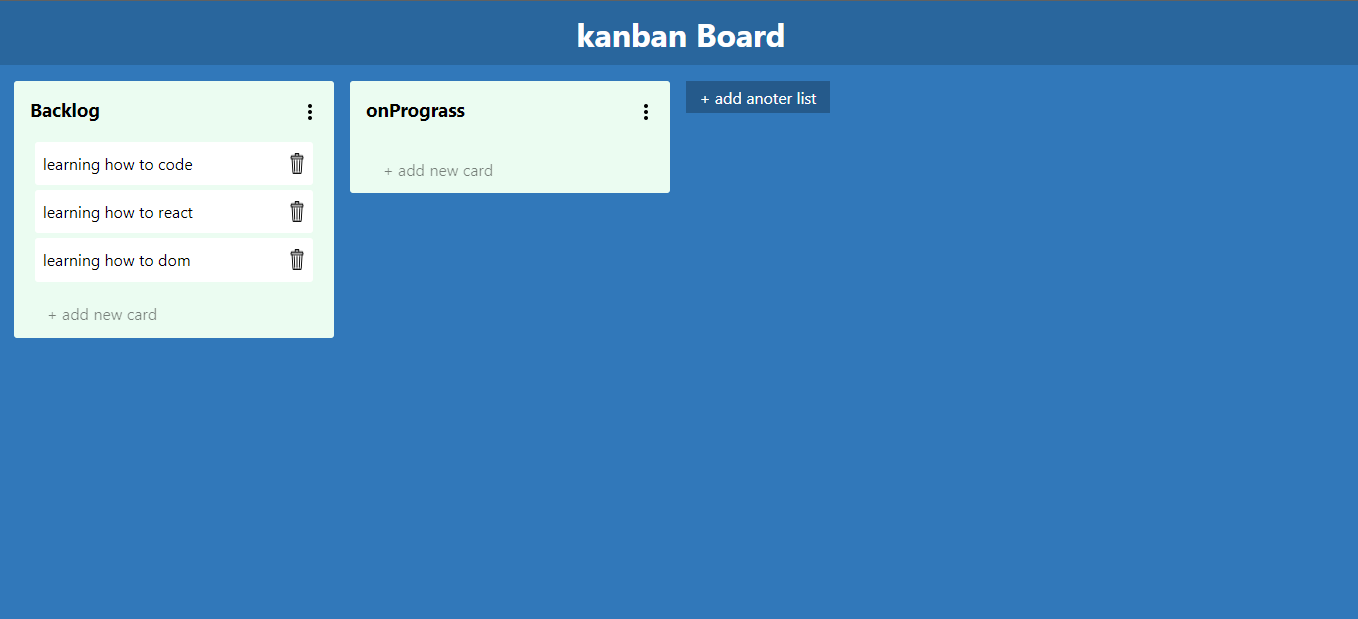 kanban Board
Backlog
learning how to code
learning how to react
learning how to dom
+ add new card
onPrograss
+ add new card
+ add anoter list